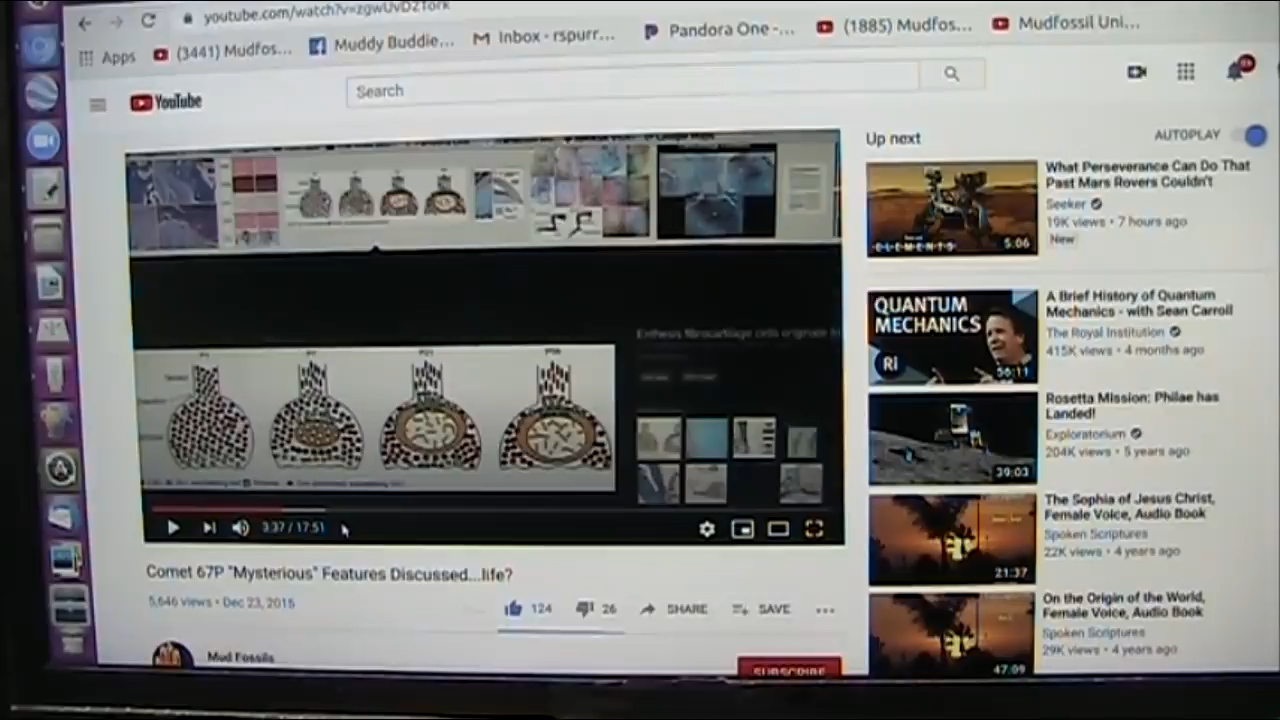 youtube.com/watch?v=zgwUvDz1ork
Apps (3441) Mudfos... Muddy Buddie... Inbox - rspurr... Pandora One -... (1885) Mudfos... Mudfossil Uni...
YouTube
Search
Up next
AUTOPLAY
What Perseverance Can Do That
Past Mars Rovers Couldn't
Seeker
19K views • 7 hours ago
New
ELEMENTS
5:06
QUANTUM
MECHANICS
Ri
56:11
A Brief History of Quantum
Mechanics - with Sean Carroll
The Royal Institution
415K views • 4 months ago
Rosetta Mission: Philae has
Landed!
Exploratorium
204K views • 5 years ago
39:03
The Sophia of Jesus Christ,
Female Voice, Audio Book
Spoken Scriptures
22K views • 4 years ago
21:37
On the Origin of the World,
Female Voice, Audio Book
Spoken Scriptures
29K views • 4 years ago
47:09
Enthesis fibrocartilage cells originate
3:37 / 17:51
Comet 67P "Mysterious" Features Discussed...life?
5,646 views • Dec 23, 2015
124 26 SHARE SAVE
Mud Fossils
SUBSCRIBE